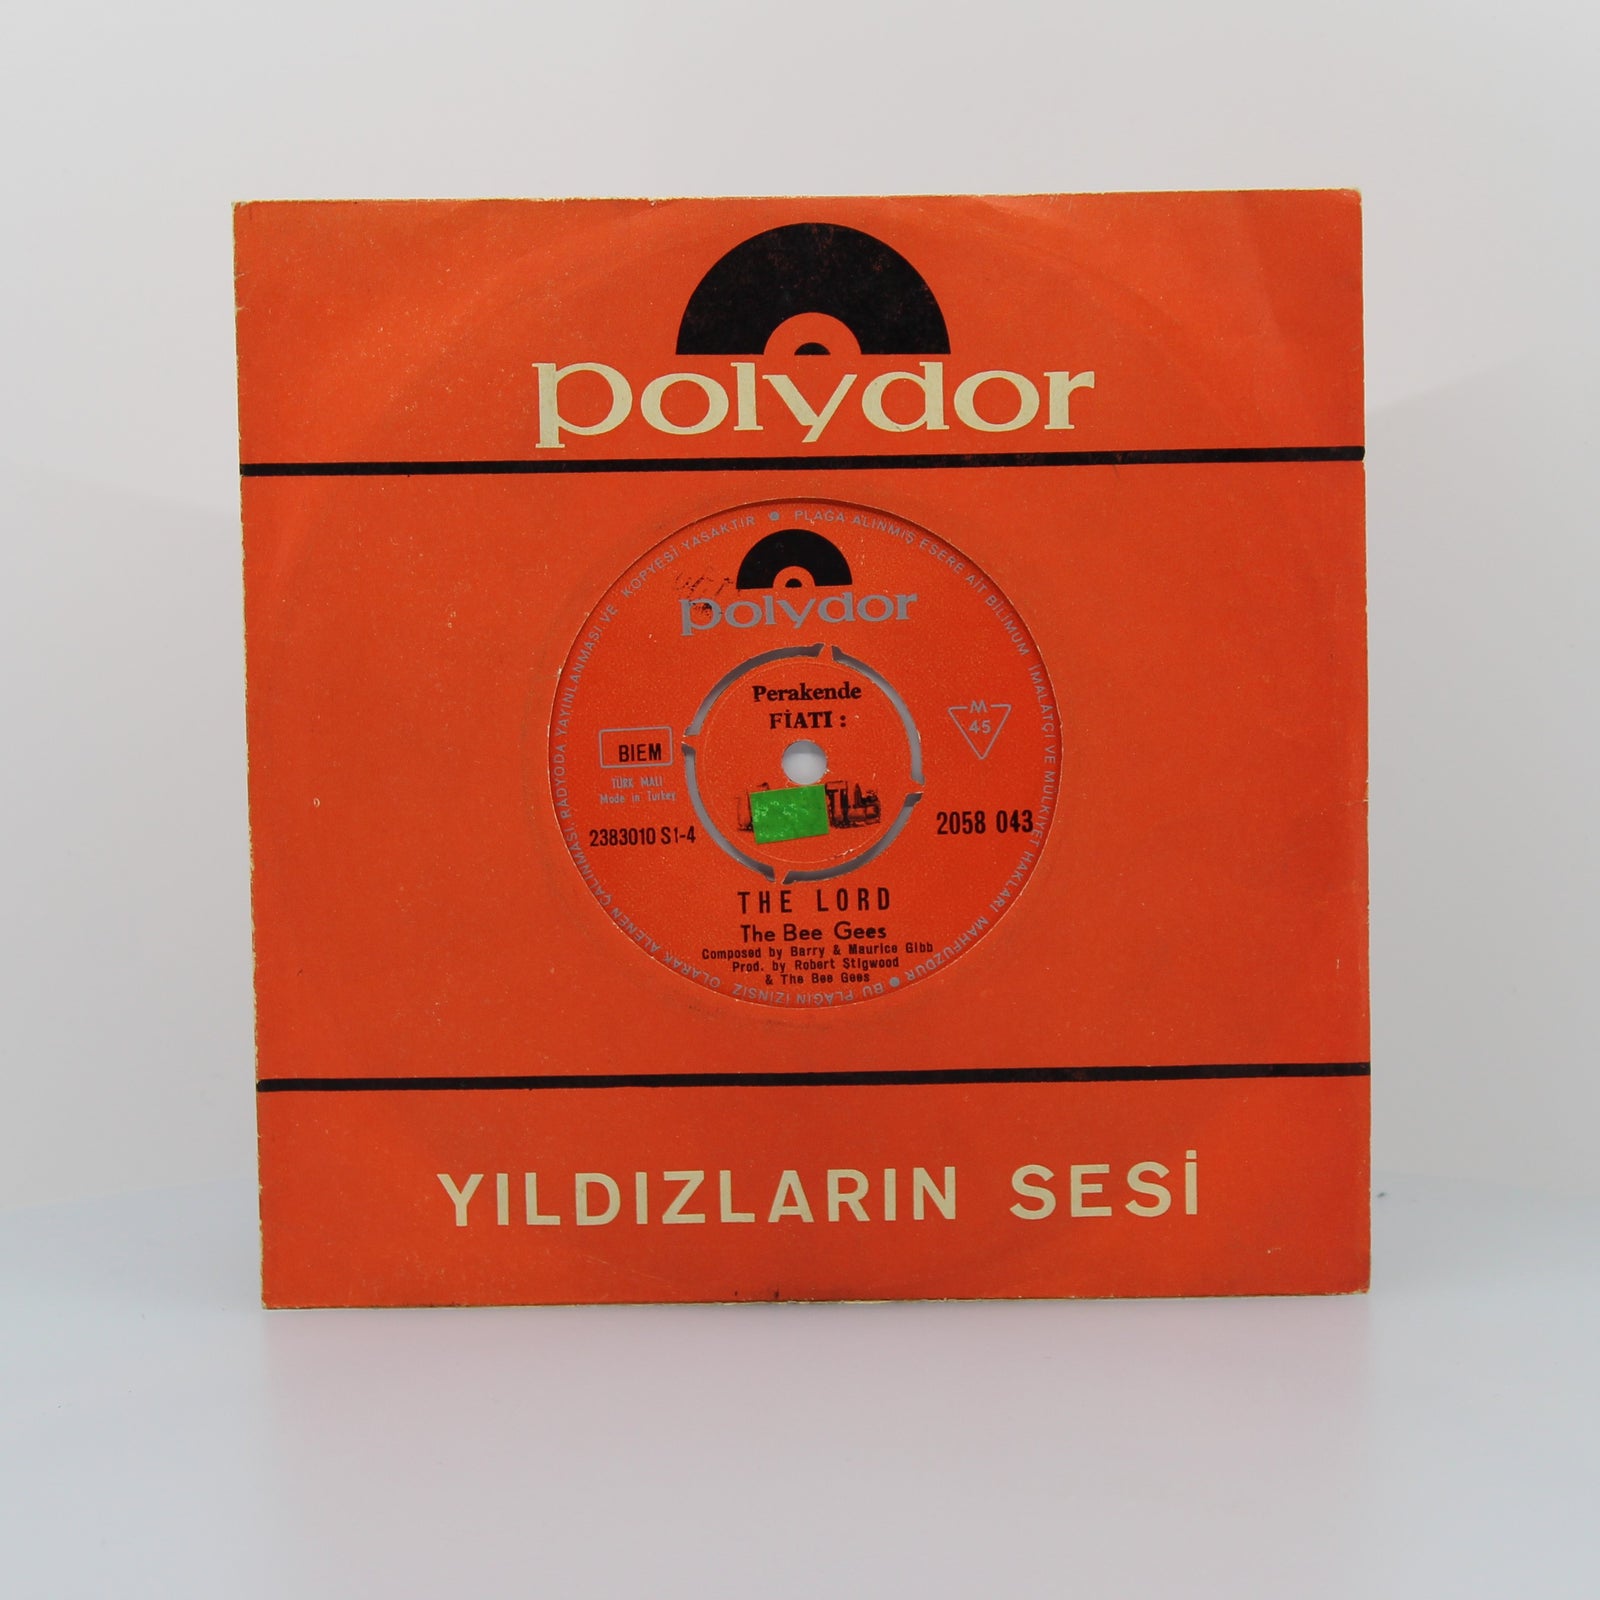 polydor
PLAĞA ALINMIŞ ESERE AİT BİLİMUM İMALATÇI VE MÜLKİYET HAKLARI MAHFUZDUR ● BU PLAĞIN İZİNSİZ OLARAK ALENEN ÇALINMASI, RADYODA YAYINLANMASI VE KOPYESİ YASAKTIR ●
polydor
Perakende
FİATI :
BIEM
M
45
TÜRK MALI
Made in Turkey
2383010 S1-4
2058 043
THE LORD
The Bee Gees
Composed by Barry & Maurice Gibb
Prod. by Robert Stigwood
& The Bee Gees
YILDIZLARIN SESİ